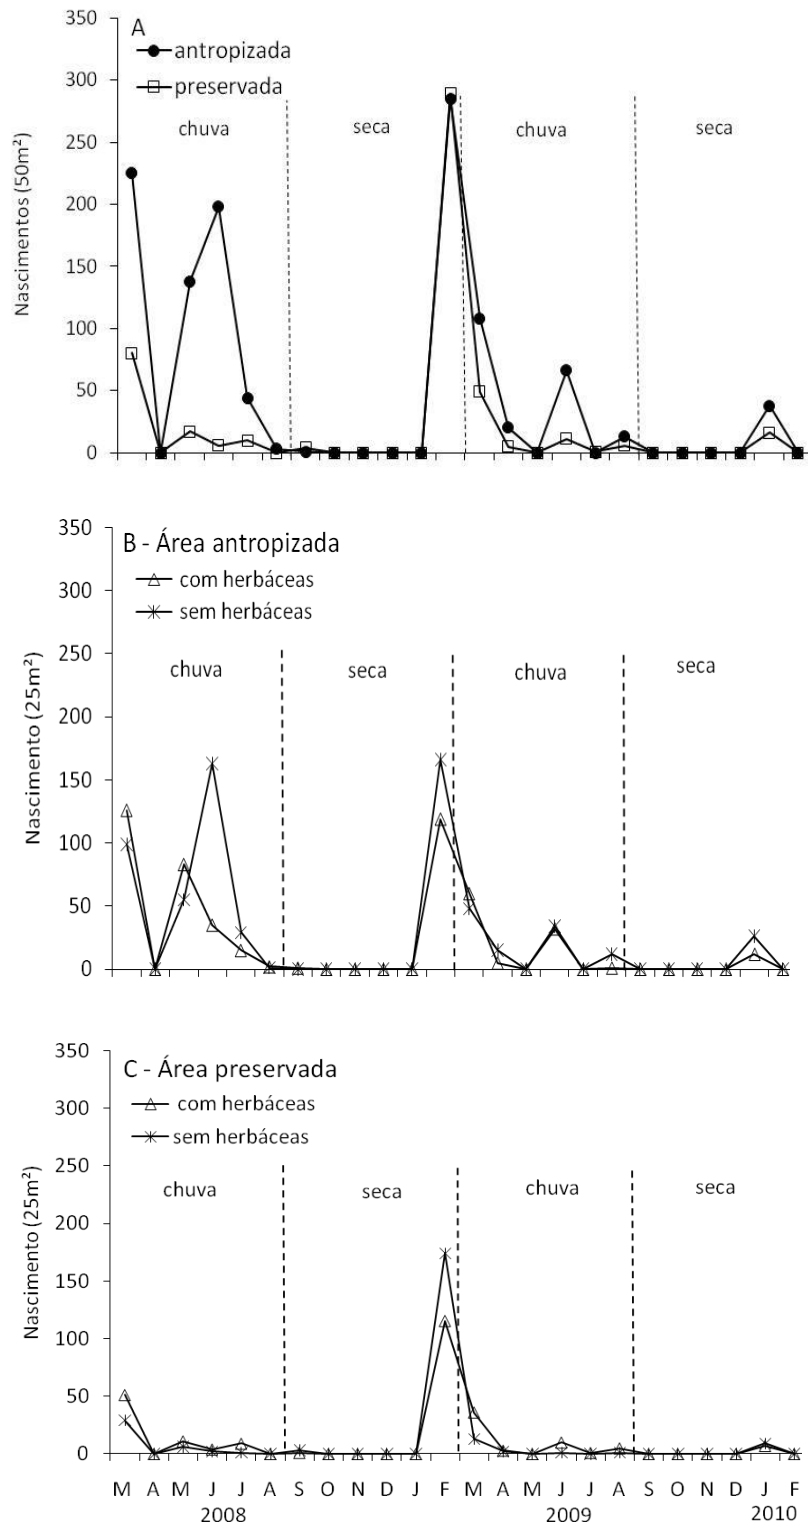 A
antropizada
preservada
350
300
250
200
150
100
50
0
Nascimentos (50m²)
chuva
seca
chuva
seca
B - Área antropizada
com herbáceas
sem herbáceas
350
300
250
200
150
100
50
0
Nascimento (25m²)
chuva
seca
chuva
seca
C - Área preservada
com herbáceas
sem herbáceas
350
300
250
200
150
100
50
0
Nascimento (25m²)
chuva
seca
chuva
seca
M A M J J A S O N D J F M A M J J A S O N D J F
2008 2009 2010